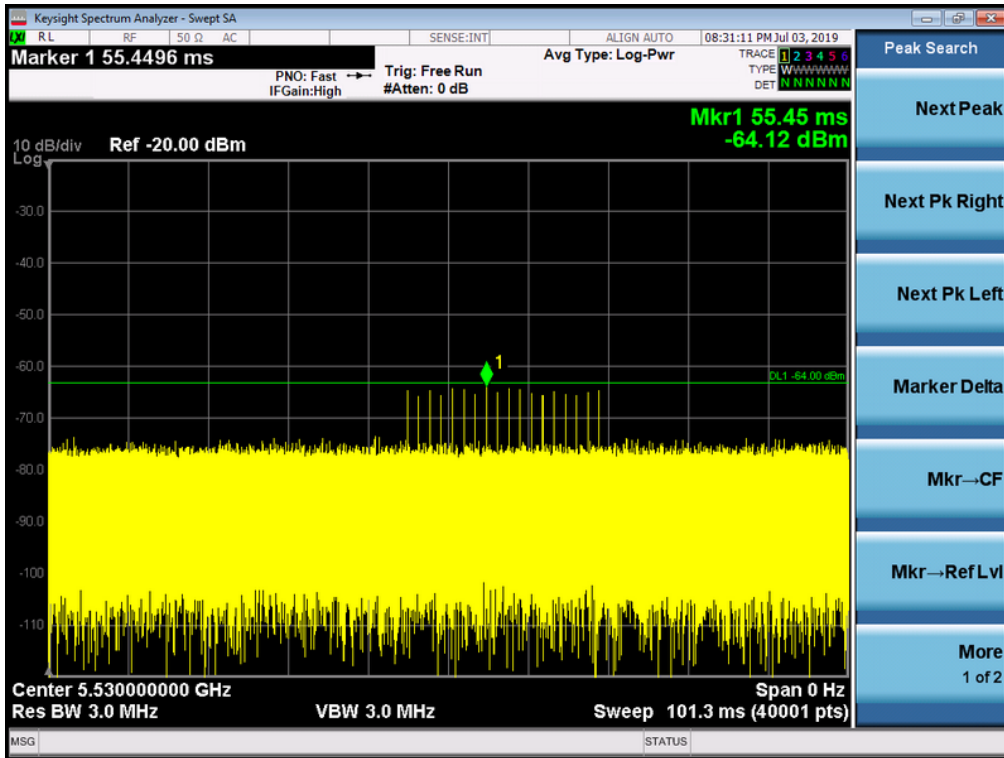 Keysight Spectrum Analyzer - Swept SA
LXI RL RF 50 Ω AC SENSE:INT ALIGN AUTO 08:31:11 PM Jul 03, 2019
Marker 1 55.4496 ms
PNO: Fast
IFGain:High
Trig: Free Run
#Atten: 0 dB
Avg Type: Log-Pwr
TRACE 1 2 3 4 5 6
TYPE WWWWWW
DET N N N N N N
Mkr1 55.45 ms
-64.12 dBm
10 dB/div Ref -20.00 dBm
Log
-30.0
-40.0
-50.0
-60.0
1
DL1 -64.00 dBm
-70.0
-80.0
-90.0
-100
-110
Center 5.530000000 GHz Span 0 Hz
Res BW 3.0 MHz VBW 3.0 MHz Sweep 101.3 ms (40001 pts)
MSG STATUS
Peak Search
Next Peak
Next Pk Right
Next Pk Left
Marker Delta
Mkr→CF
Mkr→Ref Lvl
More
1 of 2